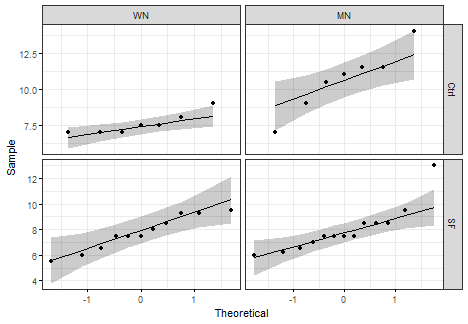 WN MN
12.5
10.0
7.5
Ctrl
12
10
8
6
4
SF
-1 0 1 -1 0 1
Sample
Theoretical